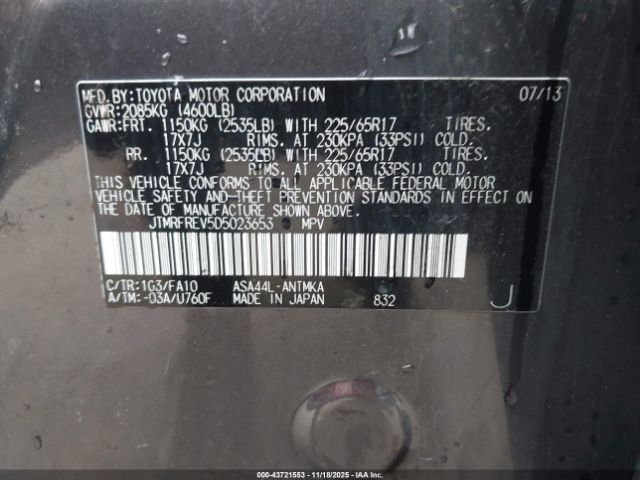 MFD.BY:TOYOTA MOTOR CORPORATION 07/13
GVWR:2085KG (4600LB)
GAWR:FRT. 1150KG (2535LB) WITH 225/65R17 TIRES.
17X7J RIMS. AT 230KPA (33PSI) COLD.
RR. 1150KG (2535LB) WITH 225/65R17 TIRES.
17X7J RIMS. AT 230KPA (33PSI) COLD.
THIS VEHICLE CONFORMS TO ALL APPLICABLE FEDERAL MOTOR
VEHICLE SAFETY AND-THEFT PREVENTION STANDARDS IN EFFECT ON THE
DATE OF MANUFACTURE SHOWN ABOVE.
JTMRFREV5D5023653 MPV
C/TR:1G3/FA10 ASA44L-ANTMKA
A/TM:-03A/U760F MADE IN JAPAN 832 J
000-43721553 - 11/18/2025 - IAA Inc.